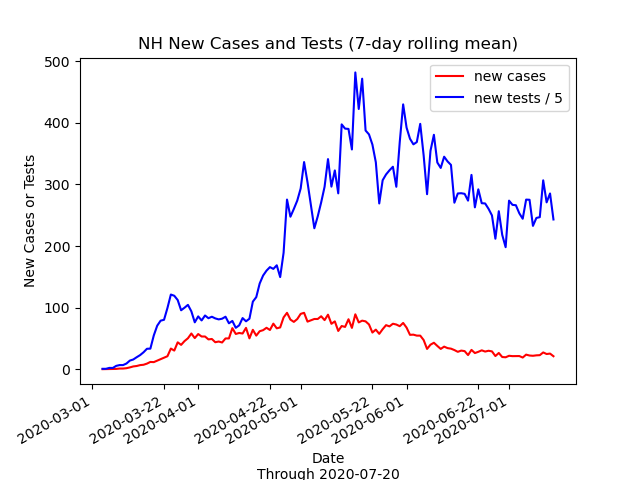 NH New Cases and Tests (7-day rolling mean)
new cases
new tests / 5
New Cases or Tests
500
400
300
200
100
0
2020-03-01
2020-03-22
2020-04-01
2020-04-22
2020-05-01
2020-05-22
2020-06-01
2020-06-22
2020-07-01
Date
Through 2020-07-20